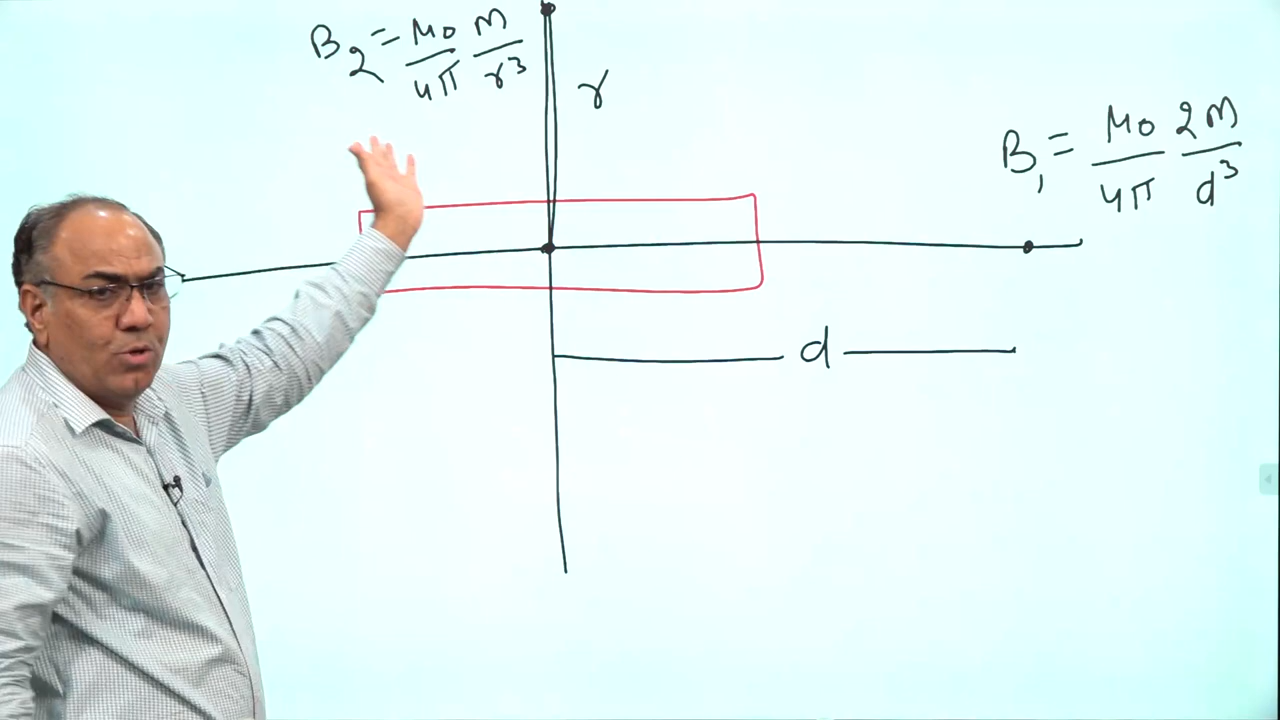 B₂ = μ₀/4π M/r³
r
B₁ = μ₀/4π 2M/d³
d